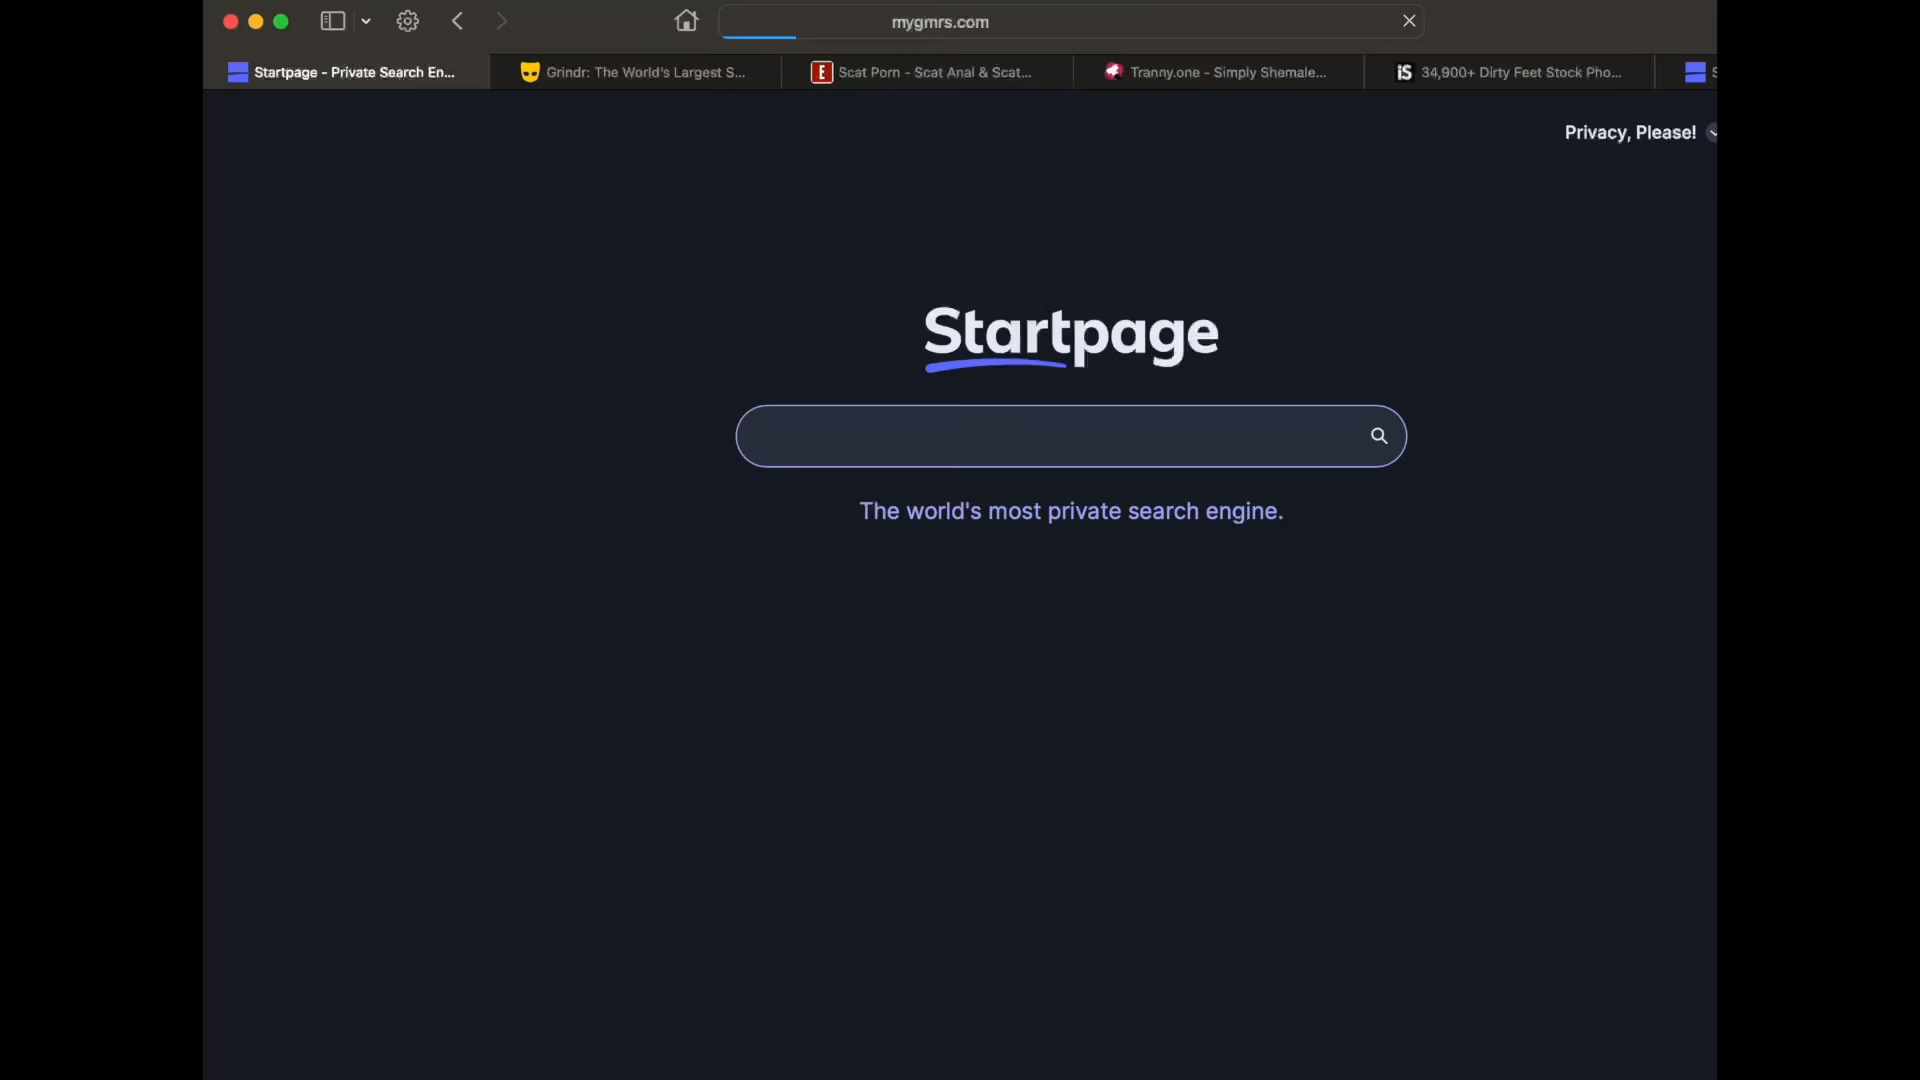 mygmrs.com
Startpage - Private Search En...
Grindr: The World's Largest S...
E
Scat Porn - Scat Anal & Scat...
Tranny.one - Simply Shemale...
iS
34,900+ Dirty Feet Stock Pho...
S
Privacy, Please!
Startpage
The world's most private search engine.